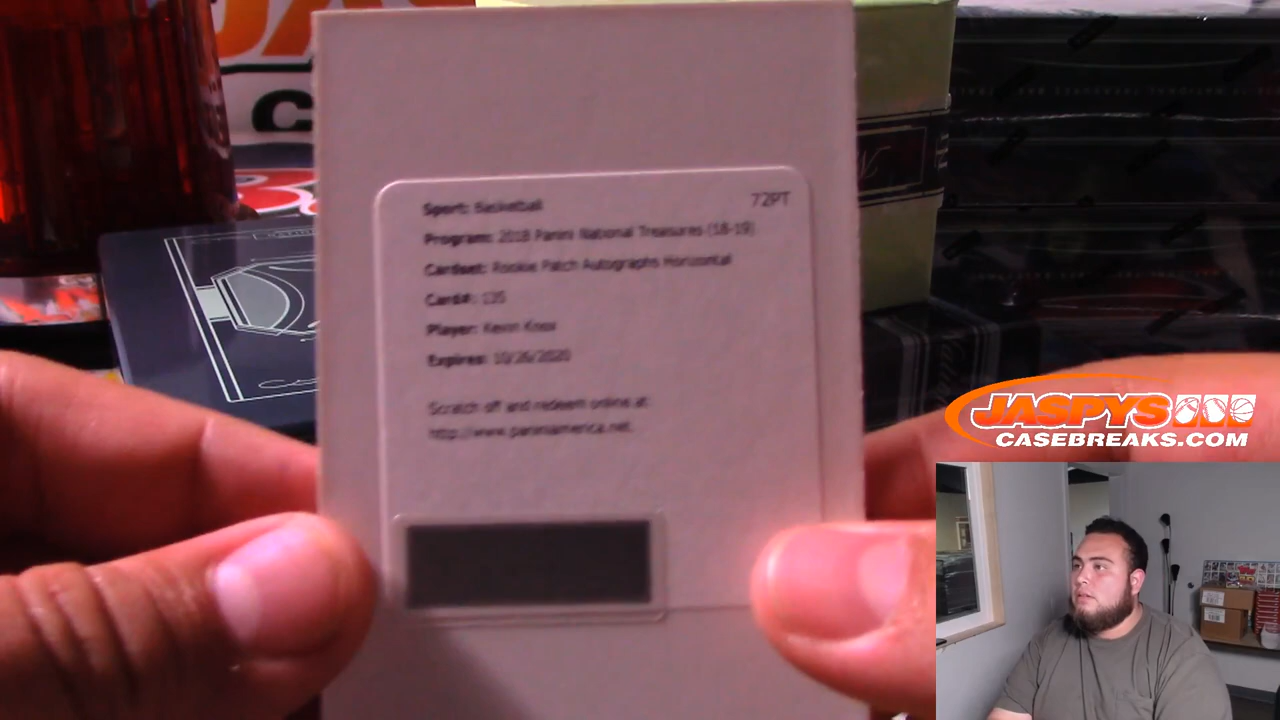 72PT
Sport: Basketball
Program: 2018 Panini National Treasures (18-19)
Cardset: Rookie Patch Autographs Horizontal
Card#: 135
Player: Kevin Knox
Expires: 10/26/2020
Scratch off and redeem online at
http://www.paniniamerica.net.
JASPYS
CASEBREAKS.COM